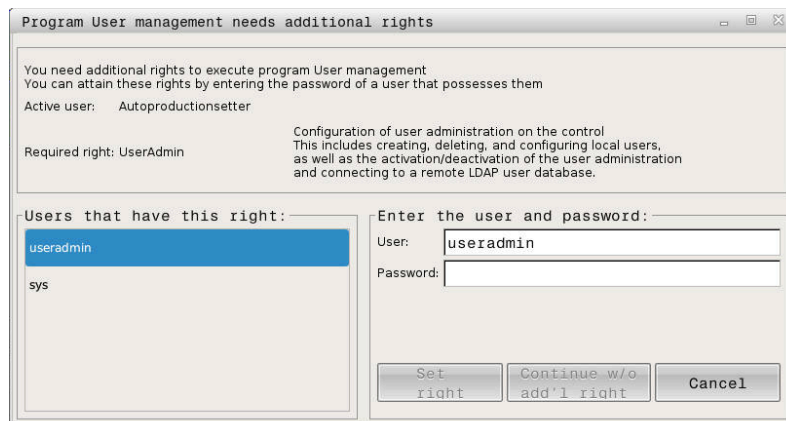 Program User management needs additional rights
You need additional rights to execute program User management
You can attain these rights by entering the password of a user that possesses them
Active user: Autoproductionsetter
Required right: UserAdmin
Configuration of user administration on the control
This includes creating, deleting, and configuring local users,
as well as the activation/deactivation of the user administration
and connecting to a remote LDAP user database.
Users that have this right:
useradmin
sys
Enter the user and password:
User: useradmin
Password:
Set
right
Continue w/o
add'l right
Cancel